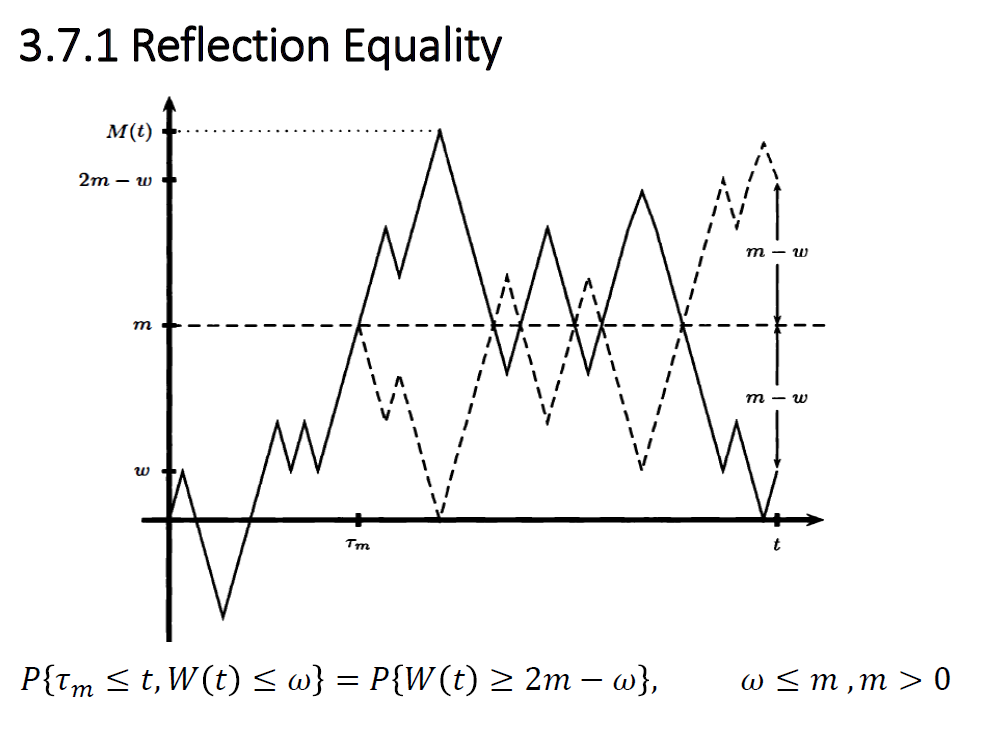 3.7.1 Reflection Equality
M(t)
2m − w
m − w
m
m − w
w
τm
t
P{τm ≤ t, W(t) ≤ ω} = P{W(t) ≥ 2m − ω}, ω ≤ m , m > 0